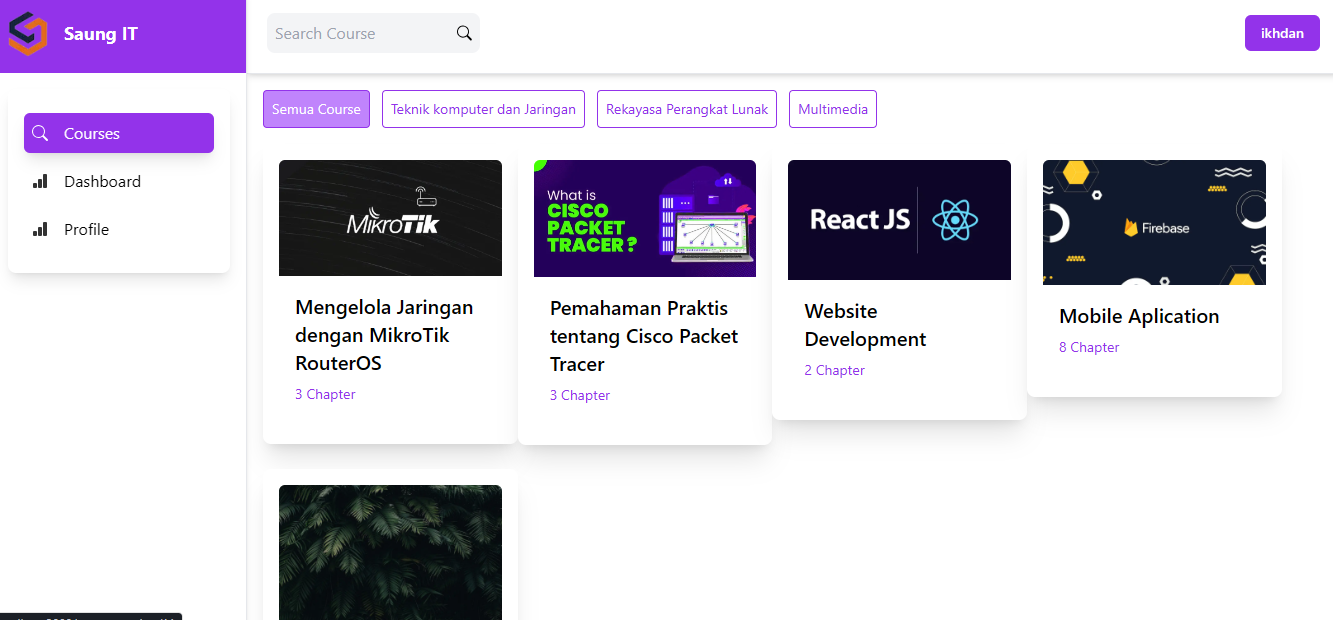 Saung IT
Search Course
ikhdan
Courses
Dashboard
Profile
Semua Course
Teknik komputer dan Jaringan
Rekayasa Perangkat Lunak
Multimedia
MikroTik
Mengelola Jaringan
dengan MikroTik
RouterOS
3 Chapter
What is
CISCO
PACKET
TRACER?
Pemahaman Praktis
tentang Cisco Packet
Tracer
3 Chapter
React JS
Website
Development
2 Chapter
Firebase
Mobile Aplication
8 Chapter